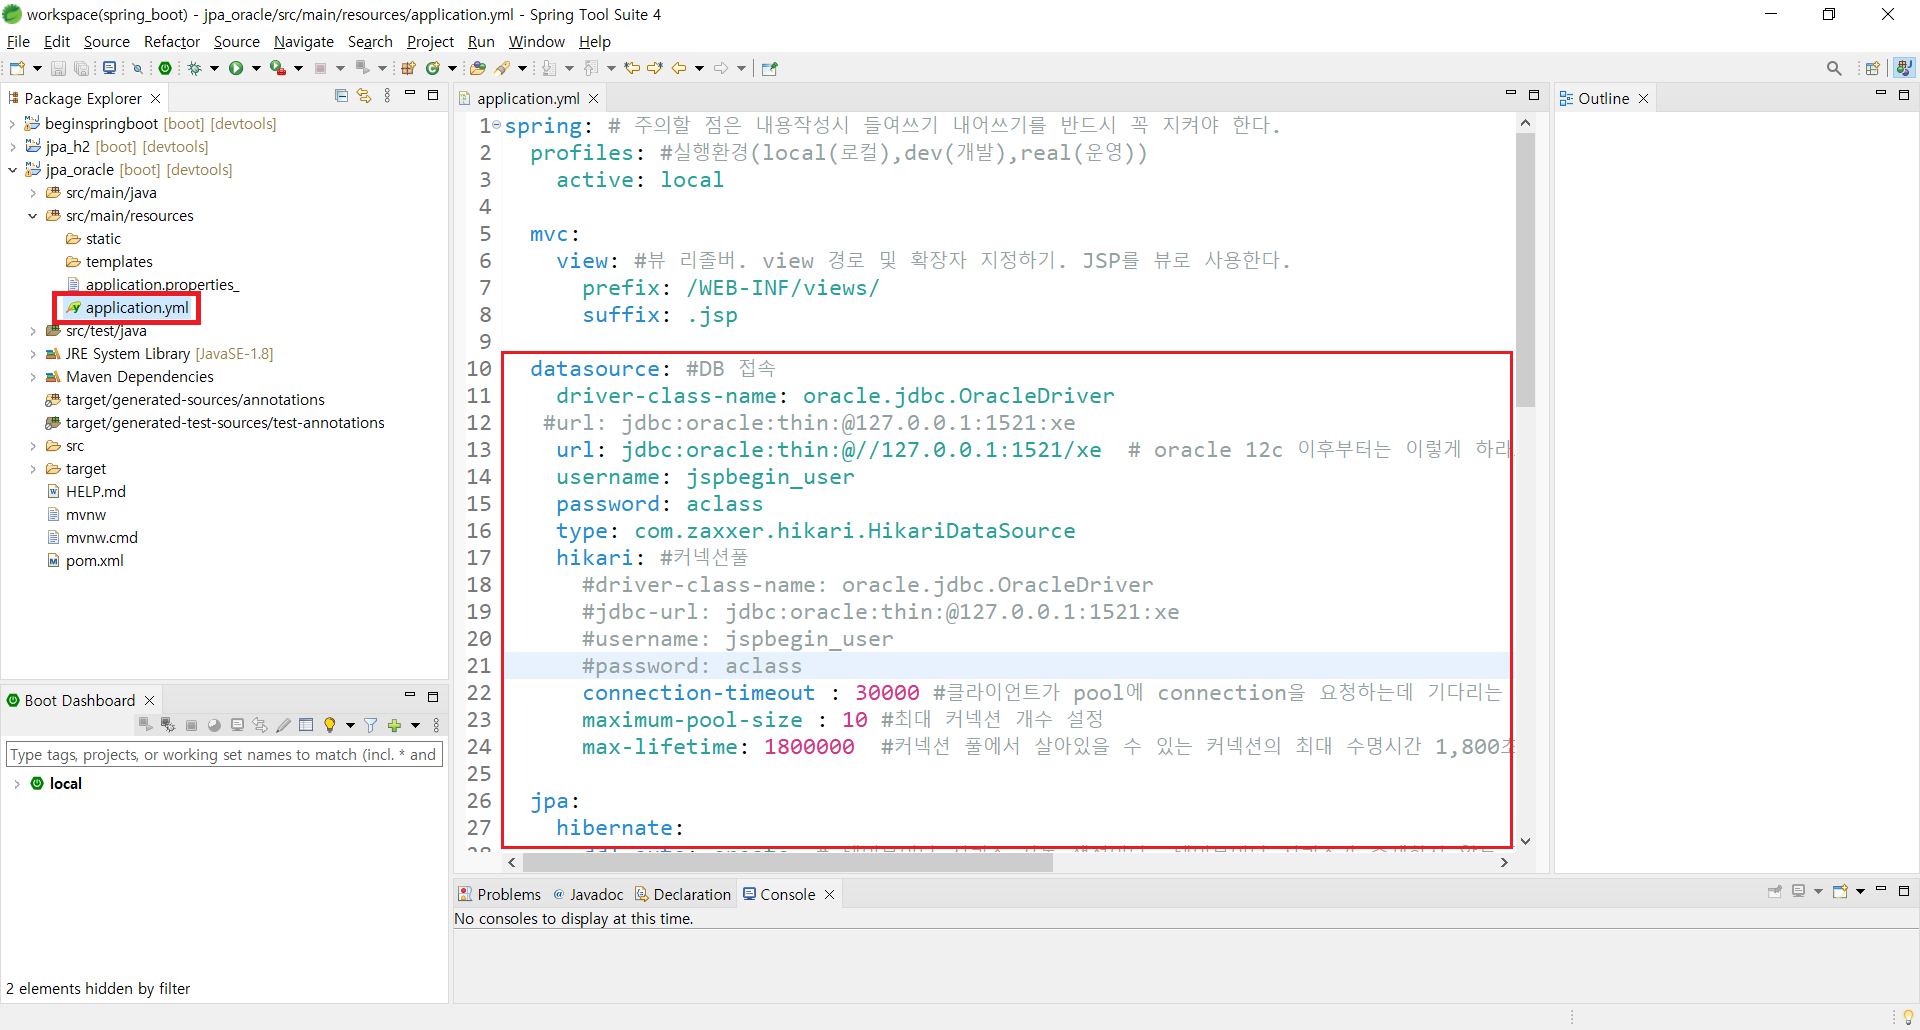 workspace(spring_boot) - jpa_oracle/src/main/resources/application.yml - Spring Tool Suite 4
File Edit Source Refactor Source Navigate Search Project Run Window Help
Package Explorer
beginspringboot [boot] [devtools]
jpa_h2 [boot] [devtools]
jpa_oracle [boot] [devtools]
src/main/java
src/main/resources
static
templates
application.properties_
application.yml
src/test/java
JRE System Library [JavaSE-1.8]
Maven Dependencies
target/generated-sources/annotations
target/generated-test-sources/test-annotations
src
target
HELP.md
mvnw
mvnw.cmd
pom.xml
Boot Dashboard
Type tags, projects, or working set names to match (incl. * and
local
2 elements hidden by filter
application.yml
1 spring: # 주의할 점은 내용작성시 들여쓰기 내어쓰기를 반드시 꼭 지켜야 한다.
2 profiles: #실행환경(local(로컬),dev(개발),real(운영))
3 active: local
4
5 mvc:
6 view: #뷰 리졸버. view 경로 및 확장자 지정하기. JSP를 뷰로 사용한다.
7 prefix: /WEB-INF/views/
8 suffix: .jsp
9
10 datasource: #DB 접속
11 driver-class-name: oracle.jdbc.OracleDriver
12 #url: jdbc:oracle:thin:@127.0.0.1:1521:xe
13 url: jdbc:oracle:thin:@//127.0.0.1:1521/xe # oracle 12c 이후부터는 이렇게 하라
14 username: jspbegin_user
15 password: aclass
16 type: com.zaxxer.hikari.HikariDataSource
17 hikari: #커넥션풀
18 #driver-class-name: oracle.jdbc.OracleDriver
19 #jdbc-url: jdbc:oracle:thin:@127.0.0.1:1521:xe
20 #username: jspbegin_user
21 #password: aclass
22 connection-timeout : 30000 #클라이언트가 pool에 connection을 요청하는데 기다리는
23 maximum-pool-size : 10 #최대 커넥션 개수 설정
24 max-lifetime: 1800000 #커넥션 풀에서 살아있을 수 있는 커넥션의 최대 수명시간 1,800초
25
26 jpa:
27 hibernate:
Outline
Problems @ Javadoc Declaration Console
No consoles to display at this time.